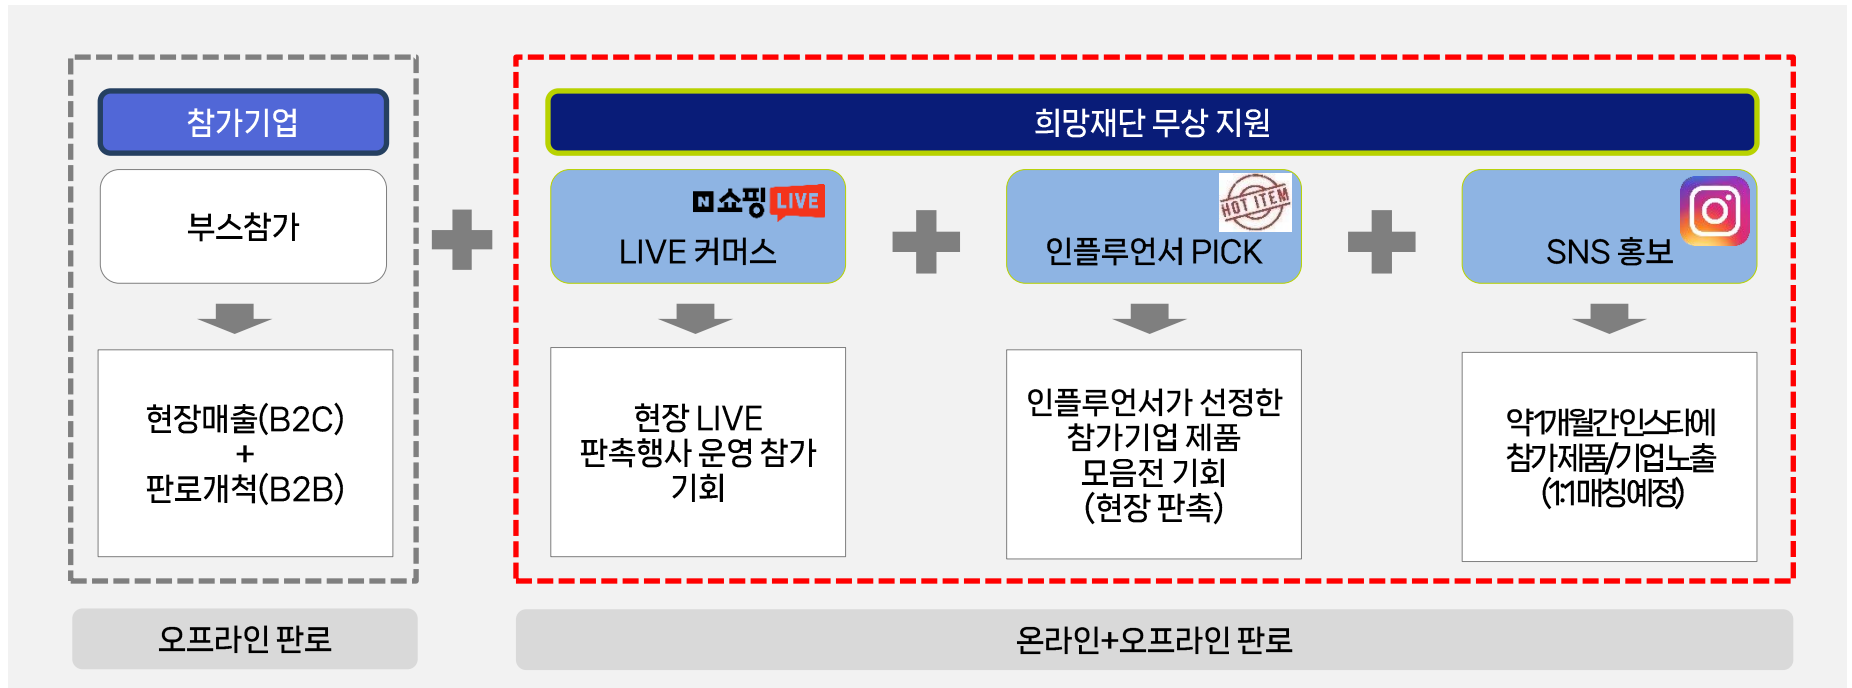 참가기업
부스참가
현장매출(B2C)
+
판로개척(B2B)
오프라인 판로
희망재단 무상 지원
N 쇼핑 LIVE
LIVE 커머스
현장 LIVE
판촉행사 운영 참가
기회
HOT ITEM
인플루언서 PICK
인플루언서가 선정한
참가기업 제품
모음전 기회
(현장 판촉)
SNS 홍보
약1개월간인스타에
참가제품/기업노출
(1:1매칭예정)
온라인+오프라인 판로